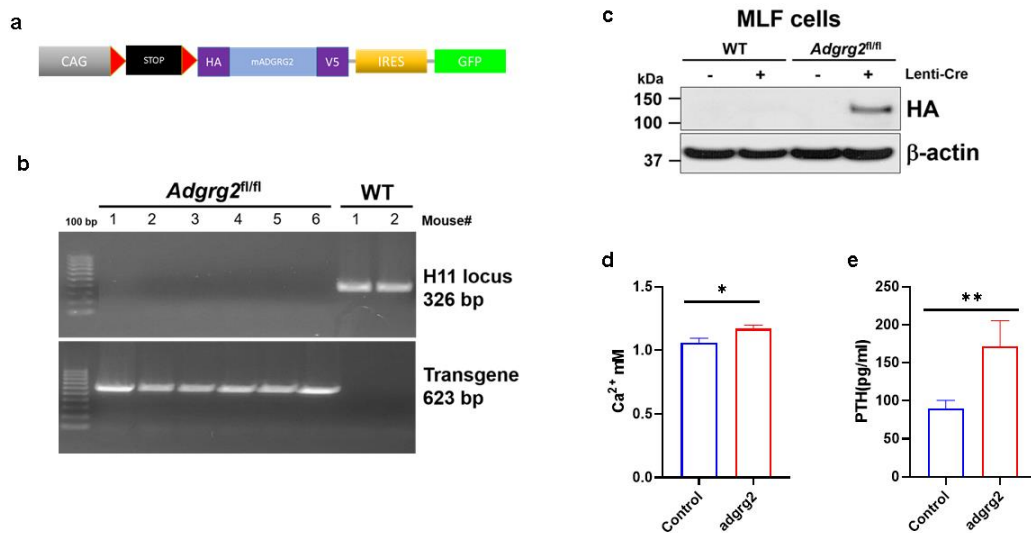 a
CAG STOP HA mADGRG2 V5 IRES GFP
b
Adgrg2fl/fl WT
100 bp 1 2 3 4 5 6 1 2 Mouse#
H11 locus
326 bp
Transgene
623 bp
c
MLF cells
WT Adgrg2fl/fl
kDa - + - + Lenti-Cre
150
100
HA
37
β-actin
d
*
Ca2+ mM
1.5
1.0
0.5
0.0
Control
adgrg2
e
**
PTH(pg/ml)
250
200
150
100
50
0
Control
adgrg2